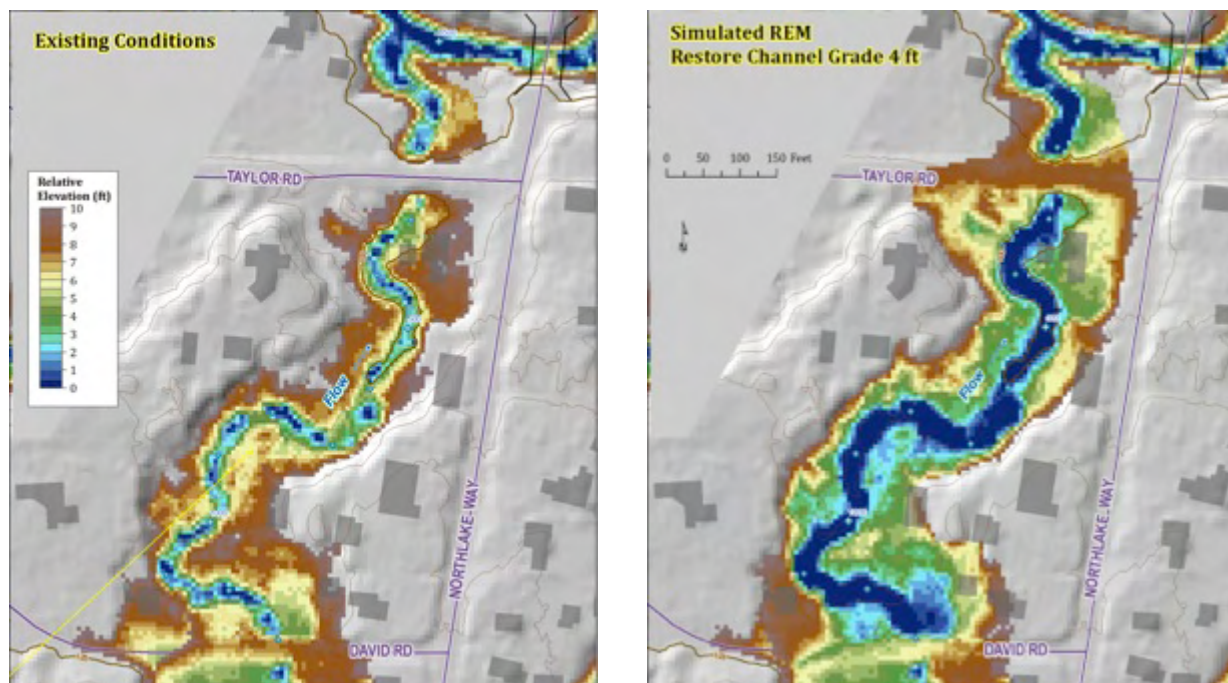 Existing Conditions
Relative
Elevation (ft)
10
9
8
7
6
5
4
3
2
1
0
TAYLOR RD
Flow
NORTHLAKE-WAY
DAVID RD
Simulated REM
Restore Channel Grade 4 ft
0 50 100 150 Feet
TAYLOR RD
N
Flow
NORTHLAKE-WAY
DAVID RD